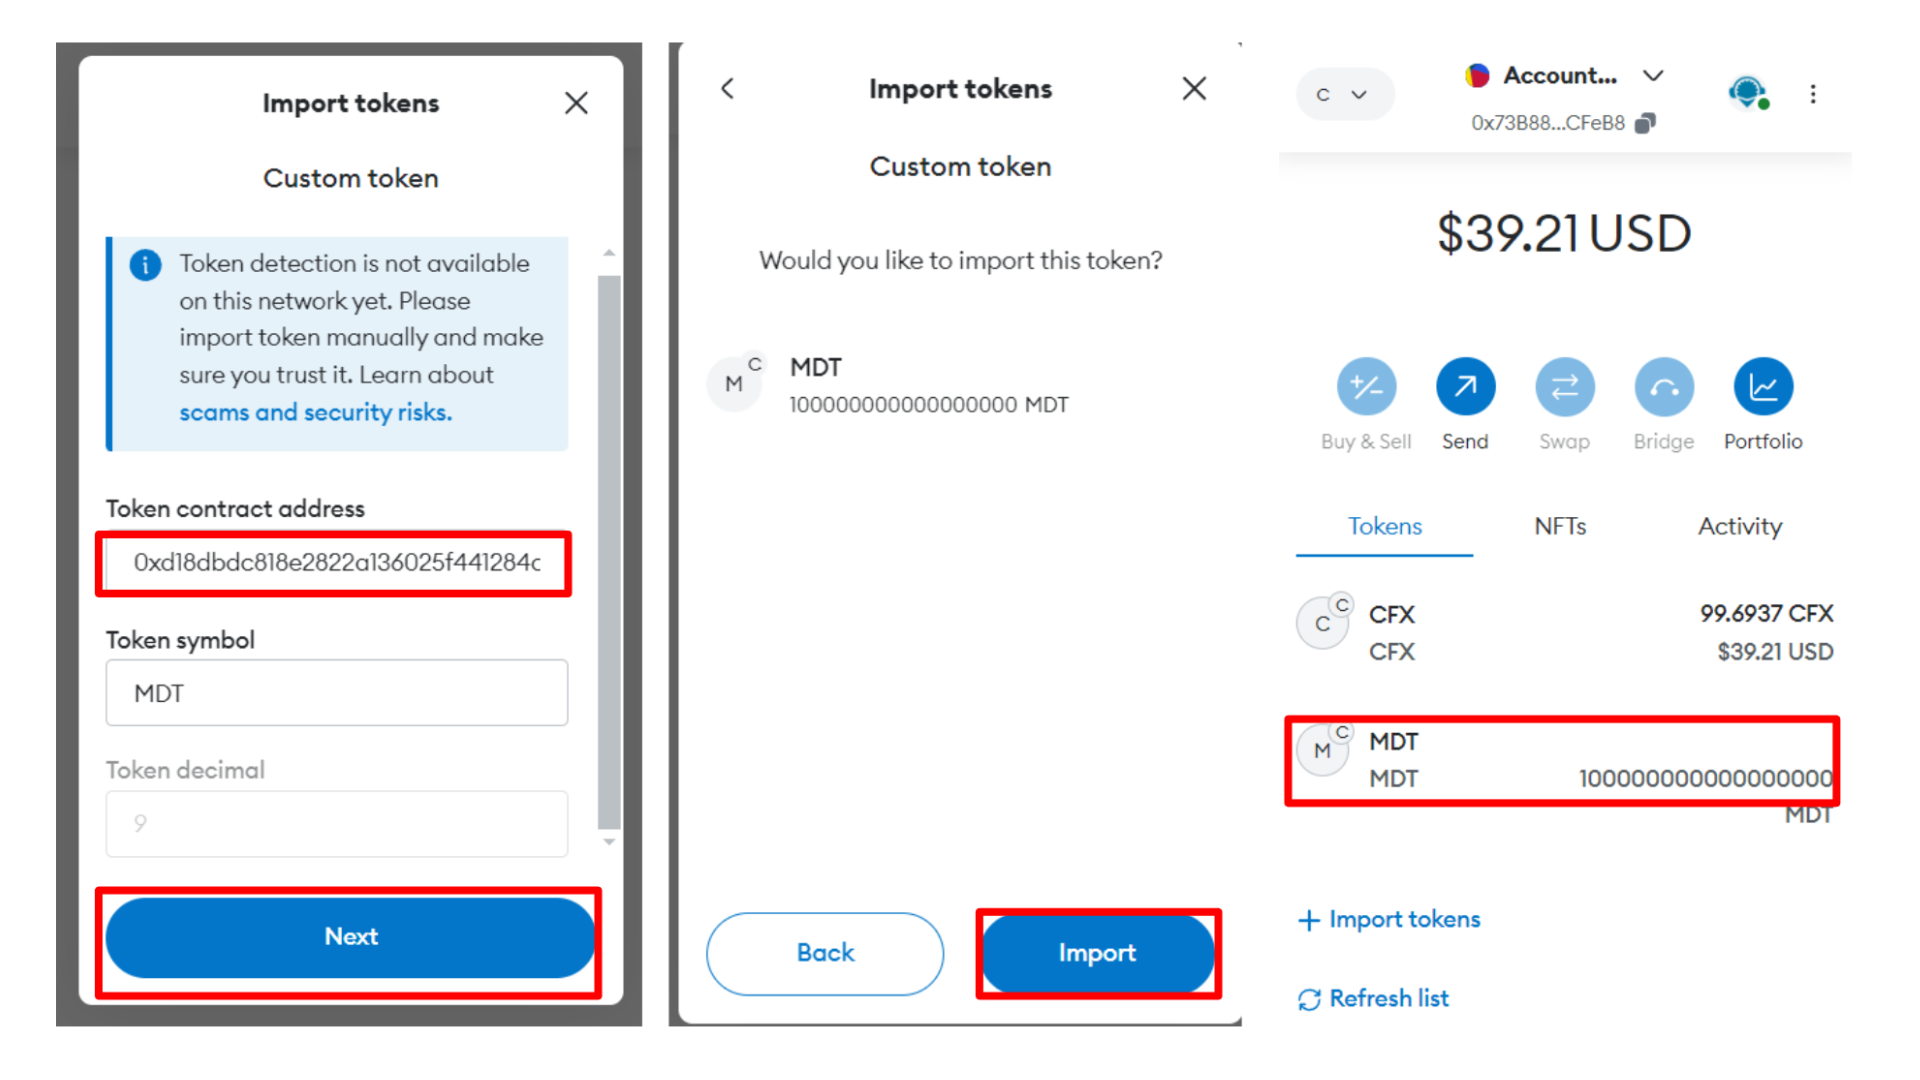 Import tokens
Custom token
Token detection is not available
on this network yet. Please
import token manually and make
sure you trust it. Learn about
scams and security risks.
Token contract address
0xd18dbdc818e2822a136025f441284c
Token symbol
MDT
Token decimal
9
Next
Import tokens
Custom token
Would you like to import this token?
M C
MDT
100000000000000000 MDT
Back
Import
C
Account...
0x73B88...CFeB8
$39.21 USD
Buy & Sell
Send
Swap
Bridge
Portfolio
Tokens
NFTs
Activity
C C
CFX
99.6937 CFX
CFX
$39.21 USD
M C
MDT
MDT
100000000000000000
MDT
+ Import tokens
Refresh list